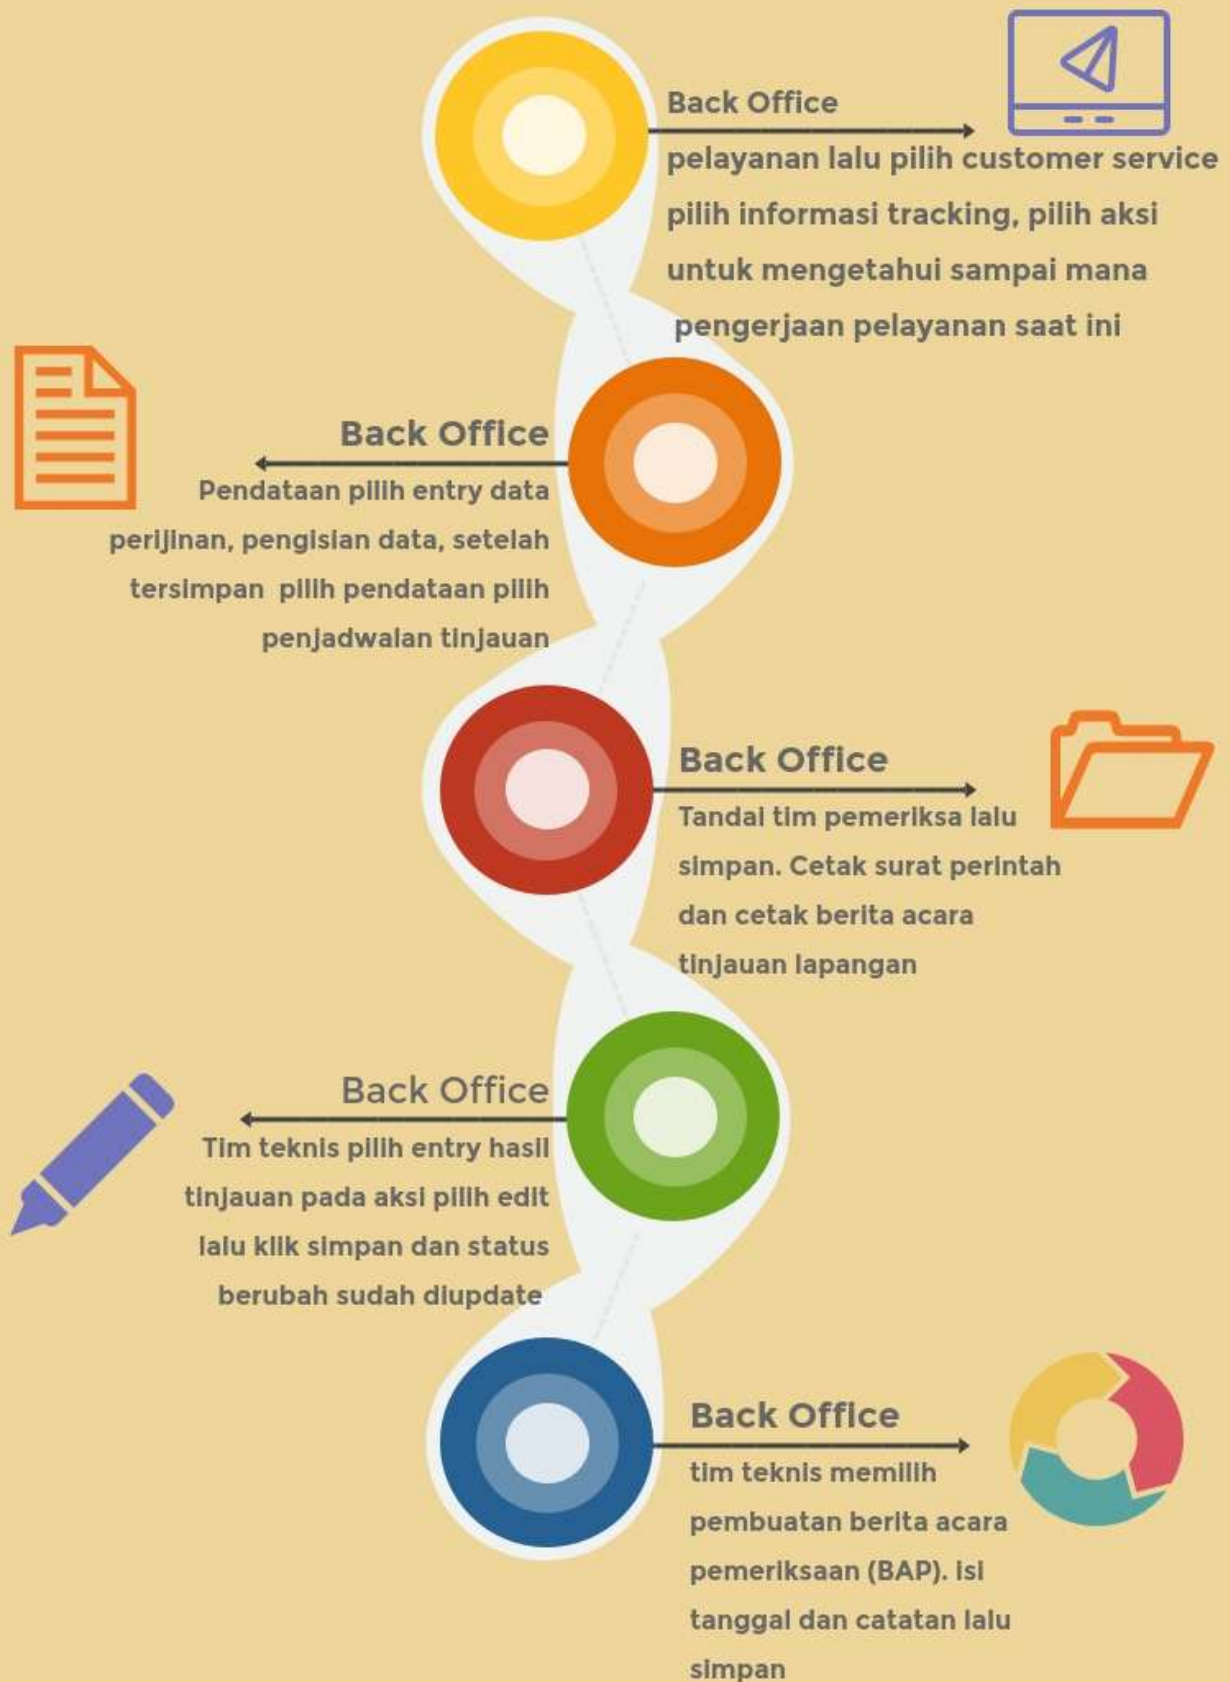 Back Office
pelayanan lalu pilih customer service
pilih informasi tracking, pilih aksi
untuk mengetahui sampai mana
pengerjaan pelayanan saat ini
Back Office
Pendataan pilih entry data
perijinan, pengisian data, setelah
tersimpan pilih pendataan pilih
penjadwalan tinjauan
Back Office
Tandai tim pemeriksa lalu
simpan. Cetak surat perintah
dan cetak berita acara
tinjauan lapangan
Back Office
Tim teknis pilih entry hasil
tinjauan pada aksi pilih edit
lalu klik simpan dan status
berubah sudah diupdate
Back Office
tim teknis memilih
pembuatan berita acara
pemeriksaan (BAP). isi
tanggal dan catatan lalu
simpan